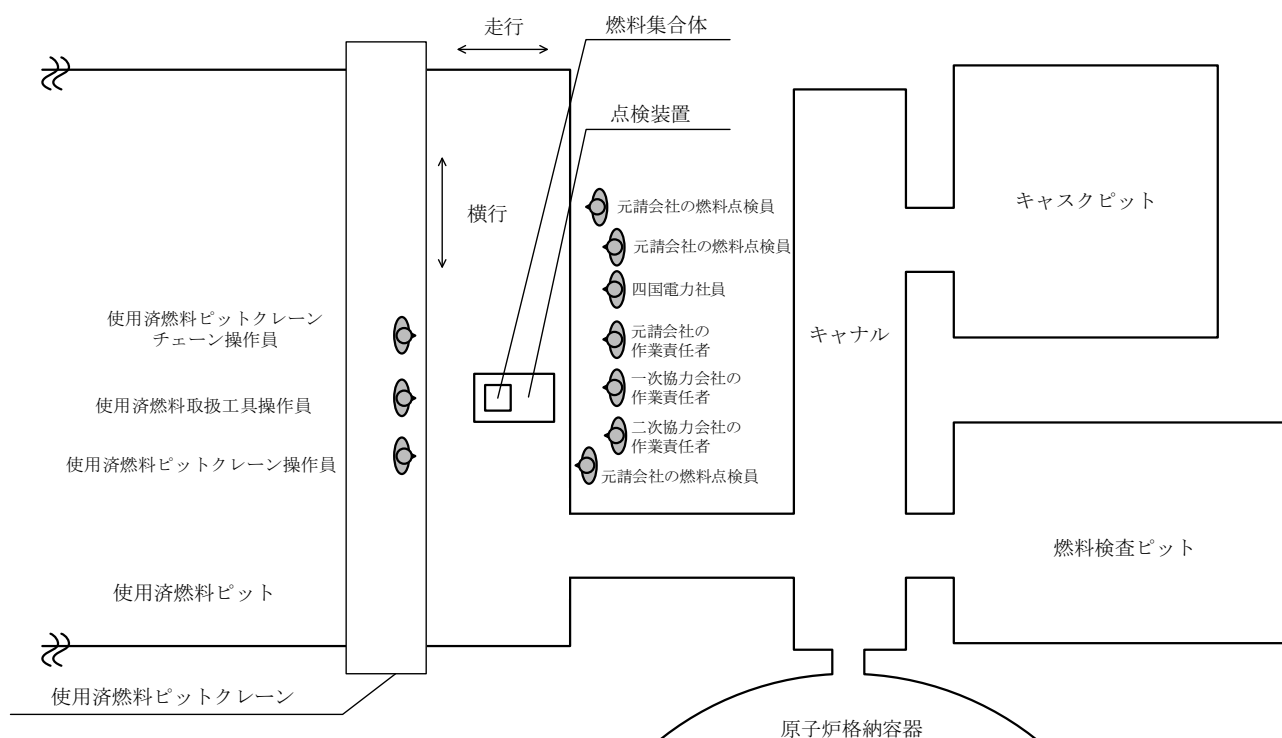 走行
燃料集合体
点検装置
横行
元請会社の燃料点検員
元請会社の燃料点検員
四国電力社員
元請会社の
作業責任者
一次協力会社の
作業責任者
二次協力会社の
作業責任者
元請会社の燃料点検員
使用済燃料ピットクレーン
チェーン操作員
使用済燃料取扱工具操作員
使用済燃料ピットクレーン操作員
キャナル
キャスクピット
燃料検査ピット
使用済燃料ピット
使用済燃料ピットクレーン
原子炉格納容器